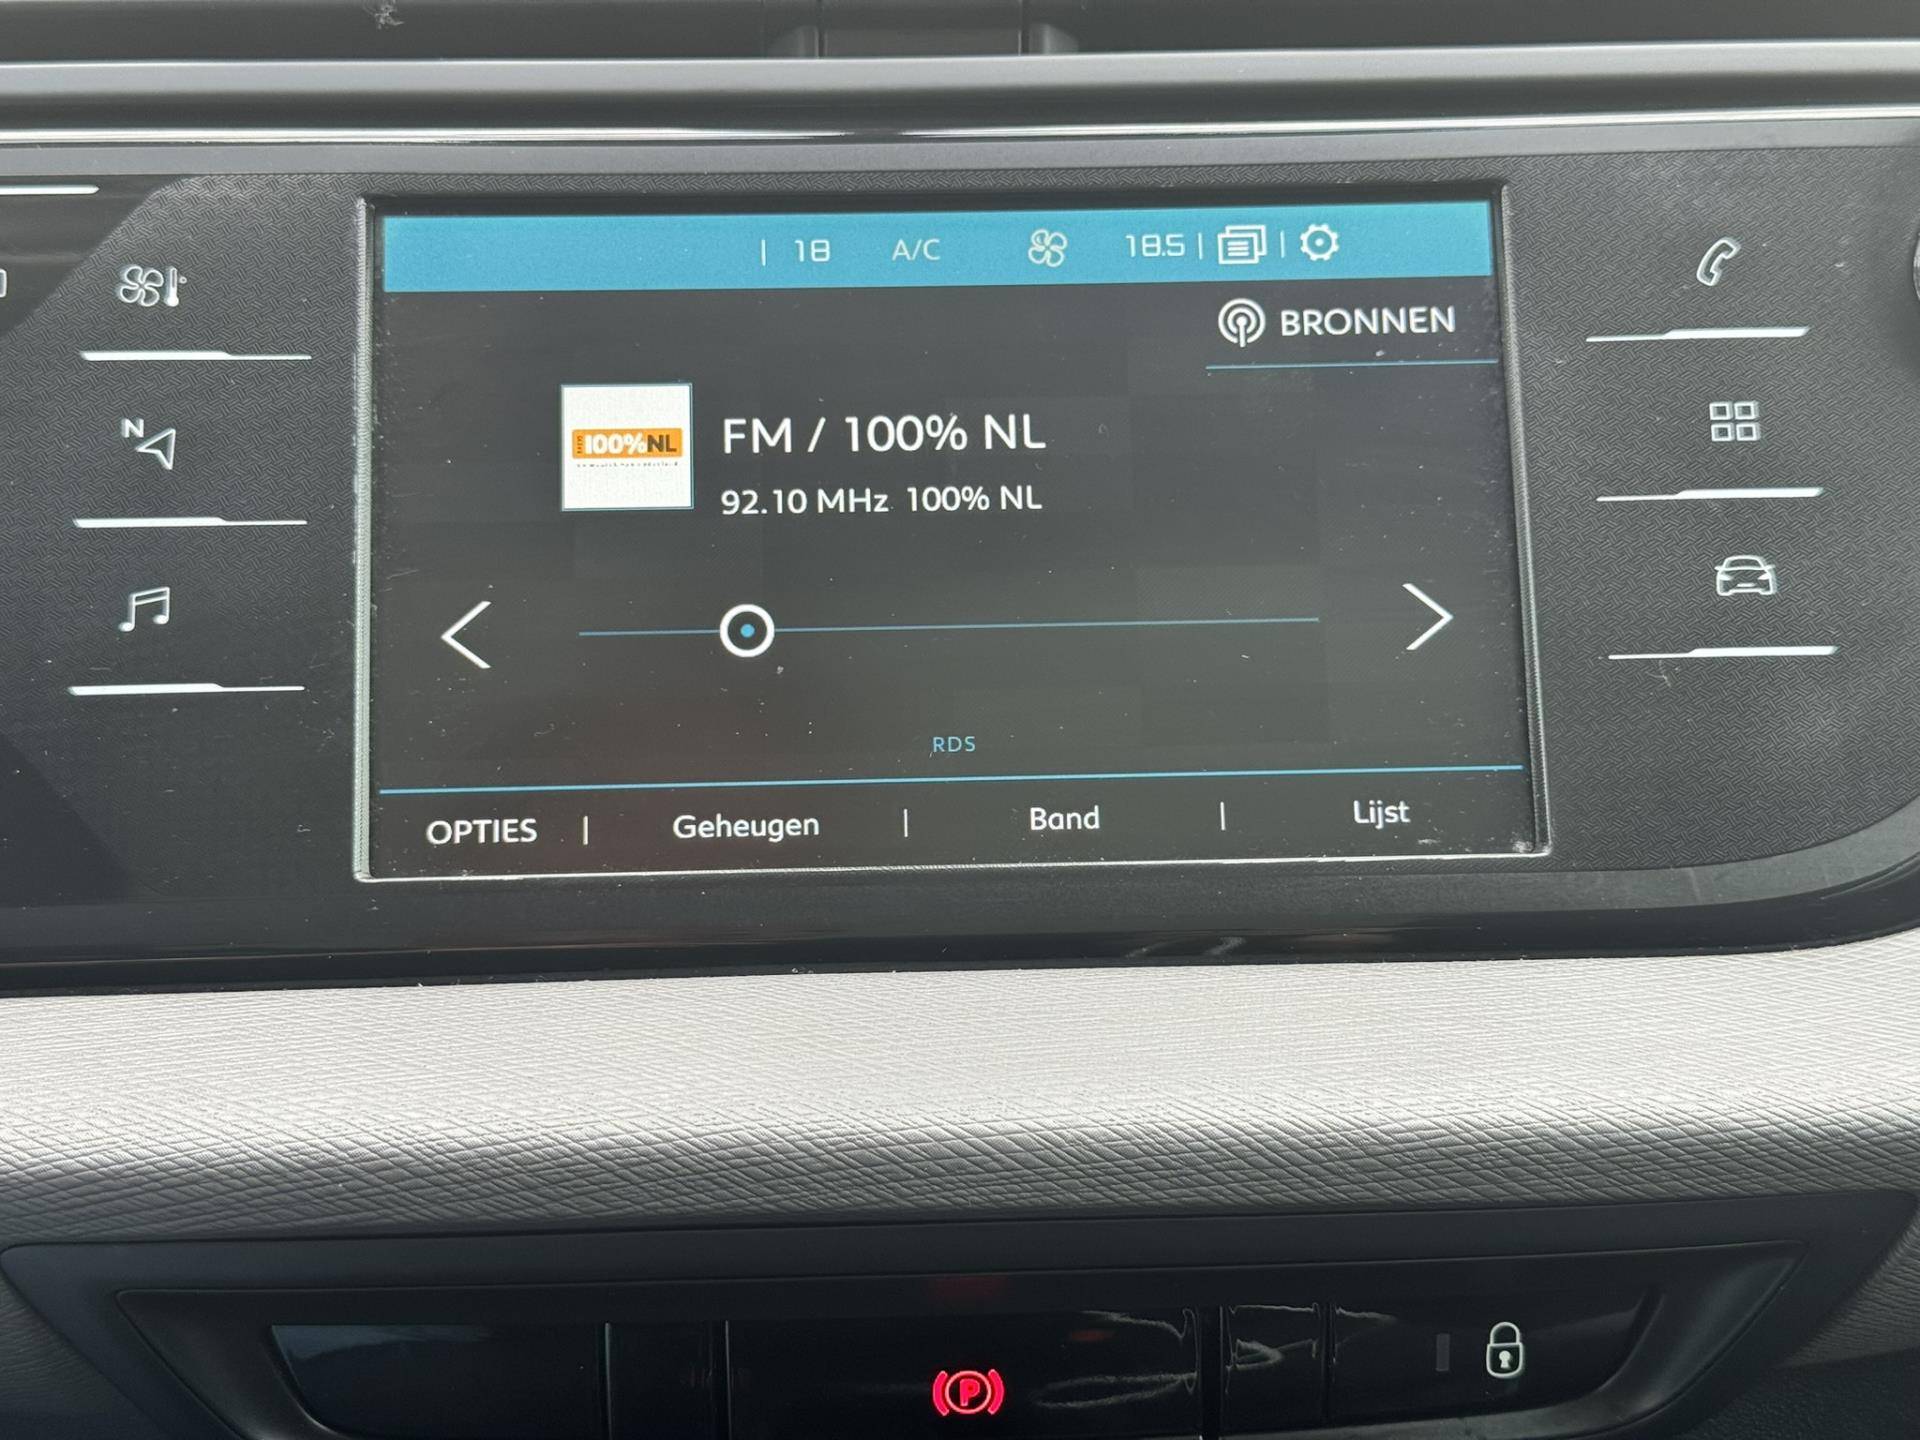 18 A/C 18.5
BRONNEN
100%NL
FM / 100% NL
92.10 MHz 100% NL
N
RDS
OPTIES | Geheugen | Band | Lijst
P